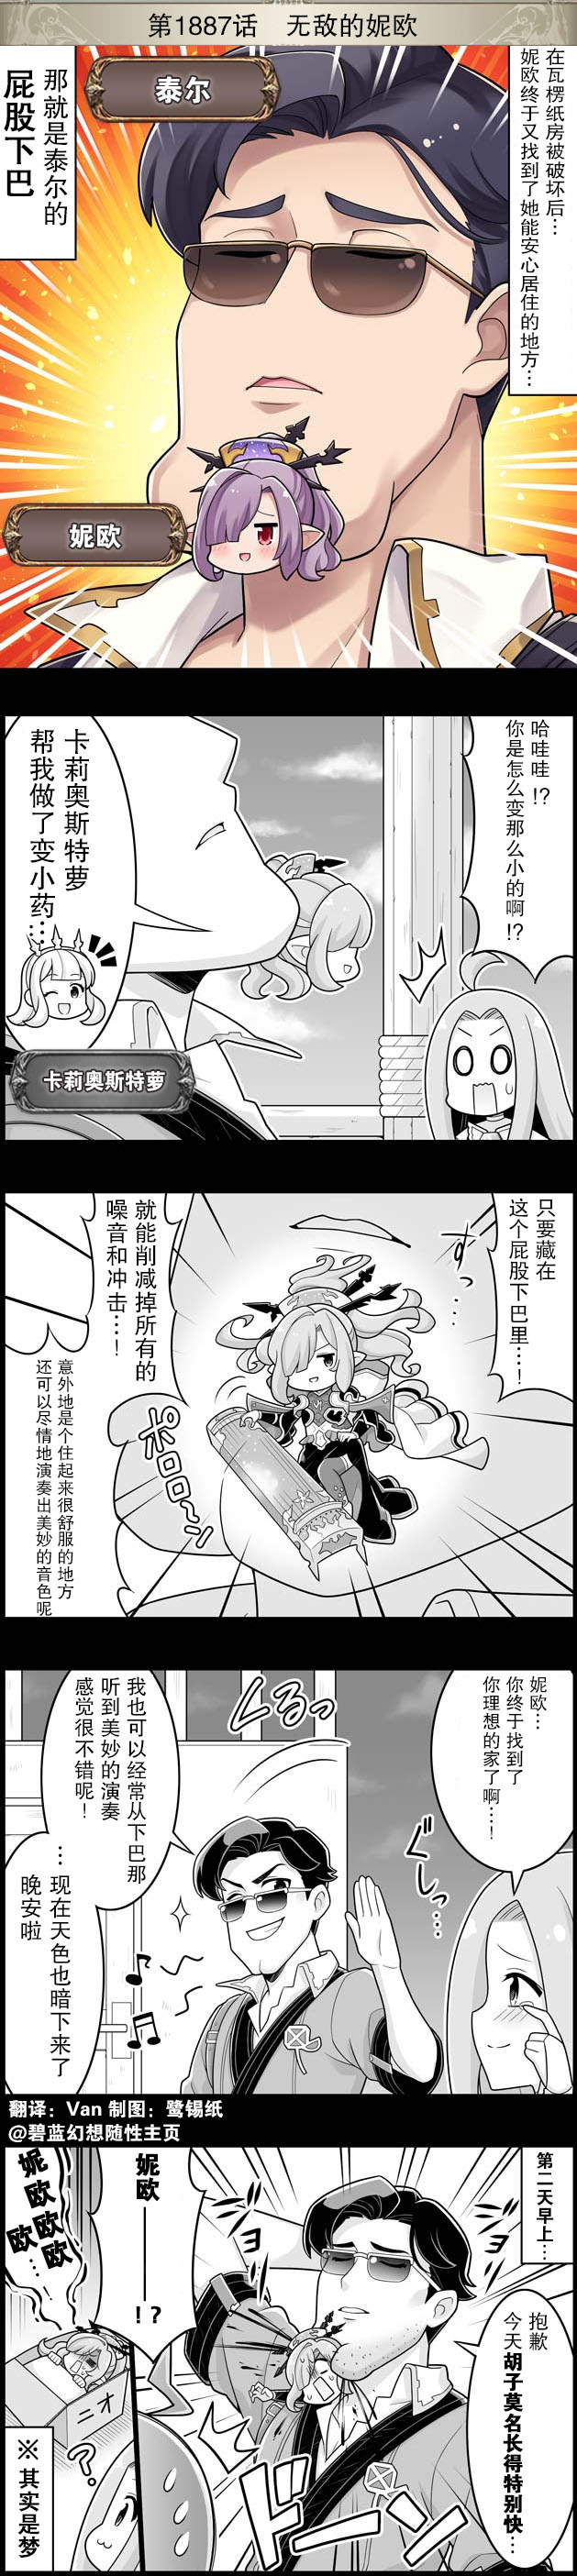 第1887话 无敌的妮欧
在瓦楞纸房被破坏后…
妮欧终于又找到了她能安心居住的地方…
泰尔
那就是泰尔的
屁股下巴
妮欧
哈哇哇!?
你是怎么变那么小的啊!?
卡莉奥斯特萝
帮我做了变小药…
卡莉奥斯特萝
只要藏在
这个屁股下巴里…!
すっ…
就能削减掉所有的
噪音和冲击…!
ポロロ〜ン
意外地是个住起来很舒服的地方
还可以尽情地演奏出美妙的音色呢
妮欧…
你终于找到了
你理想的家了啊…!
ぐしっ…
くるっ
我也可以经常从下巴那
听到美妙的演奏
感觉很不错呢!
…现在天色也暗下来了
晚安啦
翻译：Van 制图：鹭锡纸
@碧蓝幻想随性主页
第二天早上…
抱歉
今天胡子莫名长得特别快…
ドーーン
妮欧——!?
妮欧欧欧欧…
ニオ
?
※其实是梦